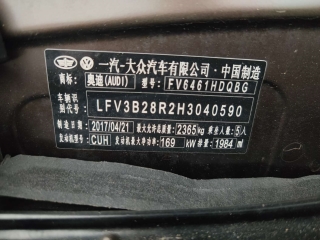 一汽-大众汽车有限公司·中国制造
商标: 奥迪(AUDI) 型号: FV6461HDQBG
车辆识别代号: LFV3B28R2H3040590
制造年月: 2017/04/21 最大允许总质量: 2365kg 乘坐人数: 5人
发动机型号: CUH 发动机最大净功率: 169 kW 排量: 1984 ml